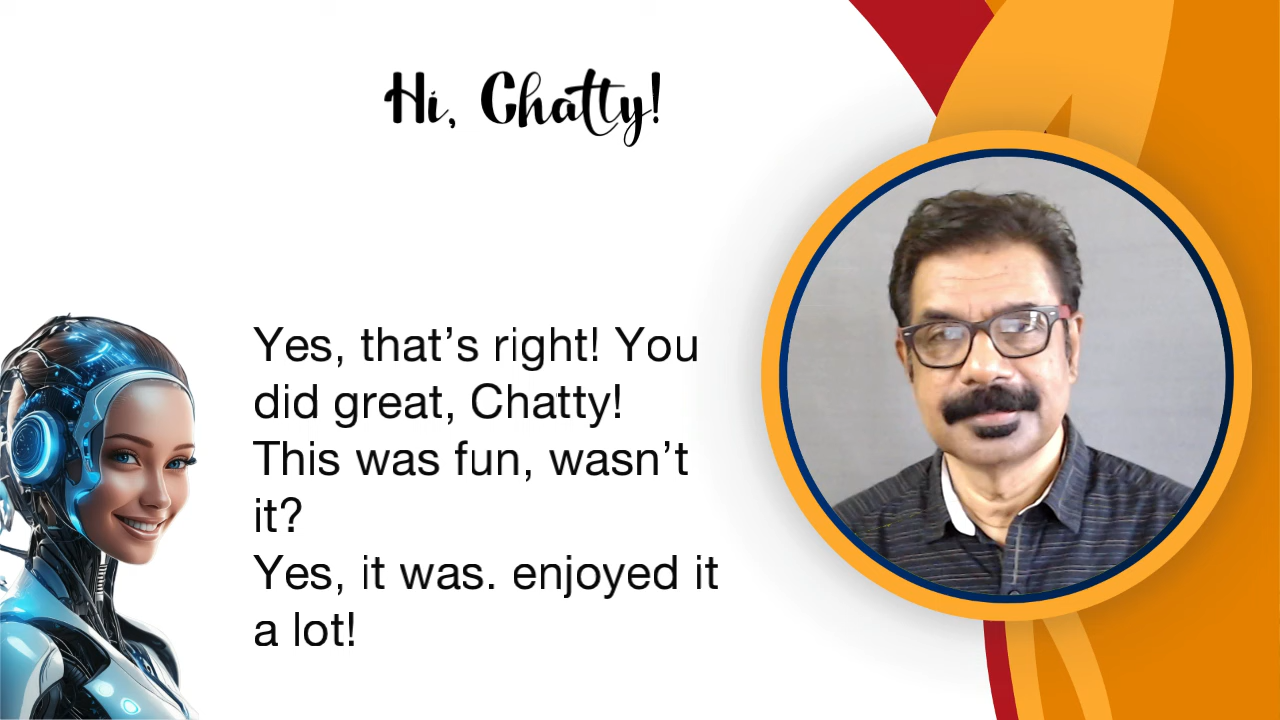 Hi, Chatty!
Yes, that’s right! You
did great, Chatty!
This was fun, wasn’t
it?
Yes, it was. enjoyed it
a lot!